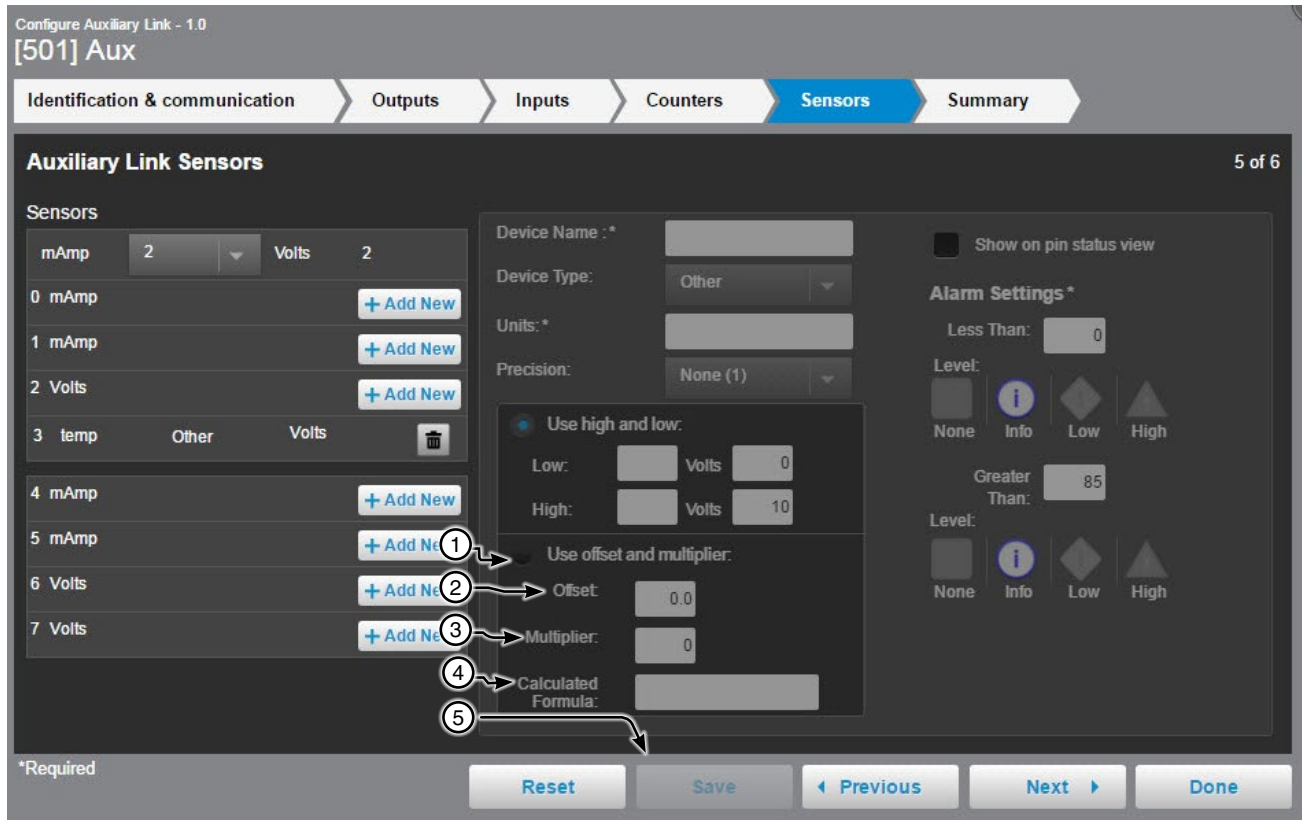 Configure Auxiliary Link - 1.0
[501] Aux
Identification & communication
Outputs
Inputs
Counters
Sensors
Summary
Auxiliary Link Sensors
5 of 6
Sensors
mAmp 2 Volts 2
0 mAmp + Add New
1 mAmp + Add New
2 Volts + Add New
3 temp Other Volts
4 mAmp + Add New
5 mAmp + Add Ne
6 Volts + Add Ne
7 Volts + Add Ne
Device Name :*
Device Type: Other
Units:*
Precision: None (1)
Use high and low:
Low: Volts 0
High: Volts 10
1
Use offset and multiplier:
2
Offset: 0.0
3
Multiplier: 0
4
Calculated
Formula:
5
Show on pin status view
Alarm Settings*
Less Than: 0
Level:
i
None Info Low High
Greater
Than: 85
Level:
i
None Info Low High
*Required
Reset
Save
Previous
Next
Done